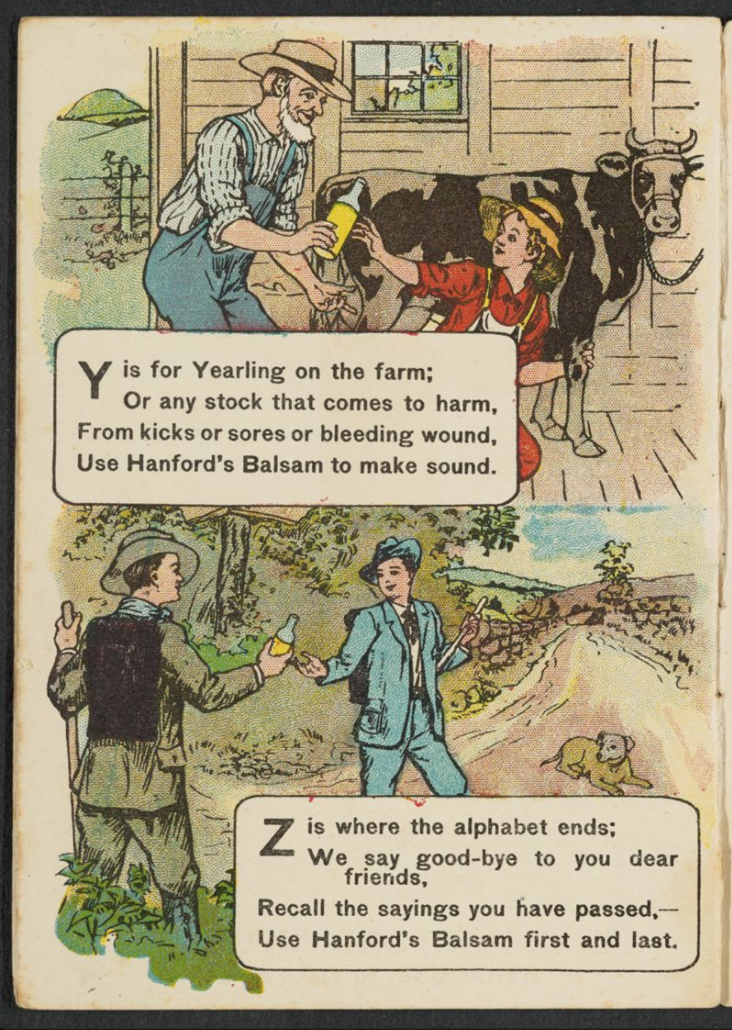 Y is for Yearling on the farm;
Or any stock that comes to harm,
From kicks or sores or bleeding wound,
Use Hanford's Balsam to make sound.
Z is where the alphabet ends;
We say good-bye to you dear
friends,
Recall the sayings you have passed,—
Use Hanford's Balsam first and last.